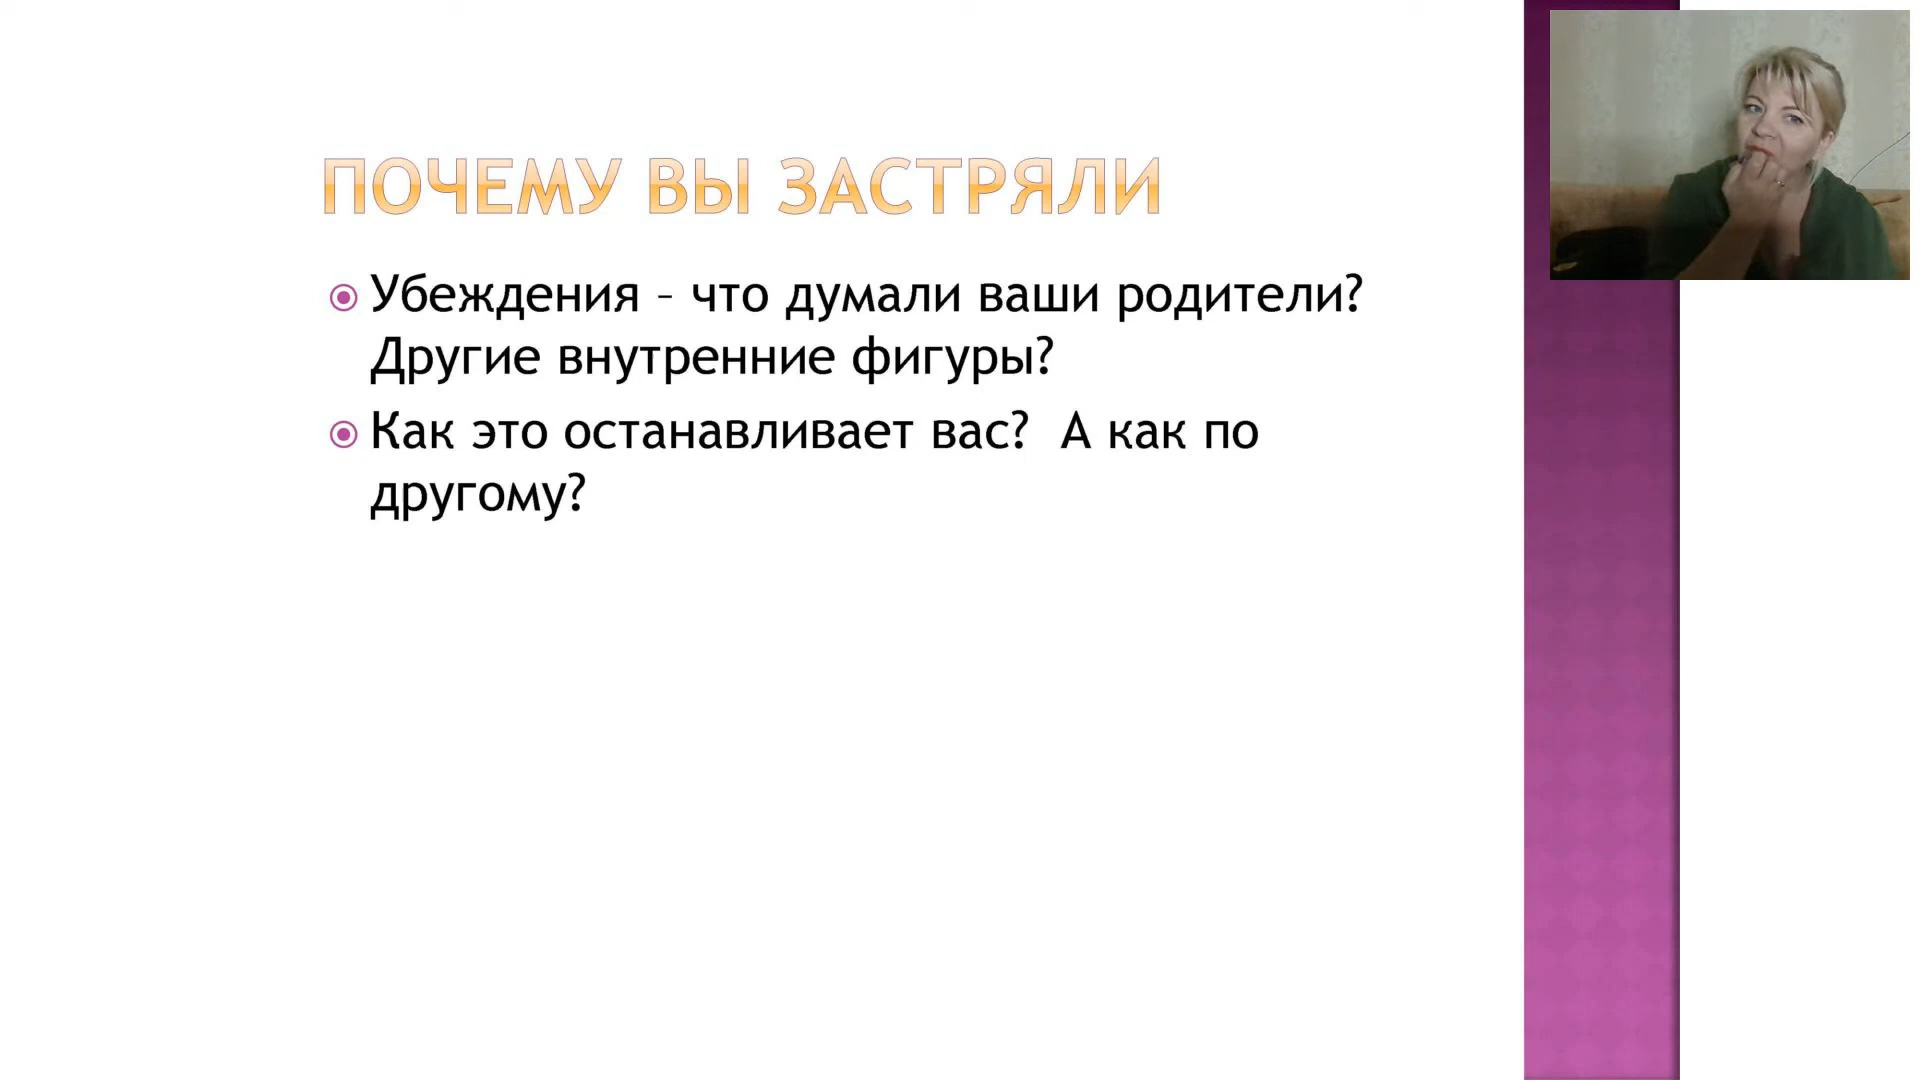 ПОЧЕМУ ВЫ ЗАСТРЯЛИ
Убеждения – что думали ваши родители?
Другие внутренние фигуры?
Как это останавливает вас?  А как по
другому?